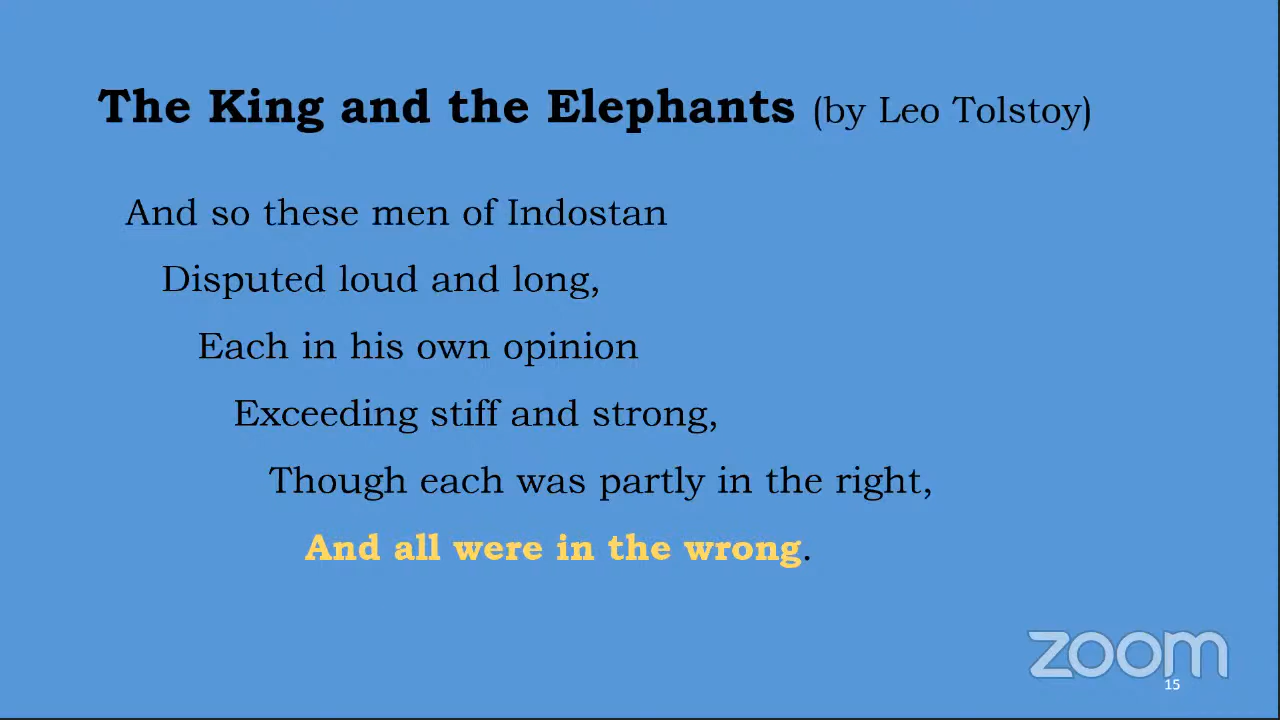 The King and the Elephants (by Leo Tolstoy)
And so these men of Indostan
Disputed loud and long,
Each in his own opinion
Exceeding stiff and strong,
Though each was partly in the right,
And all were in the wrong.
zoom
15